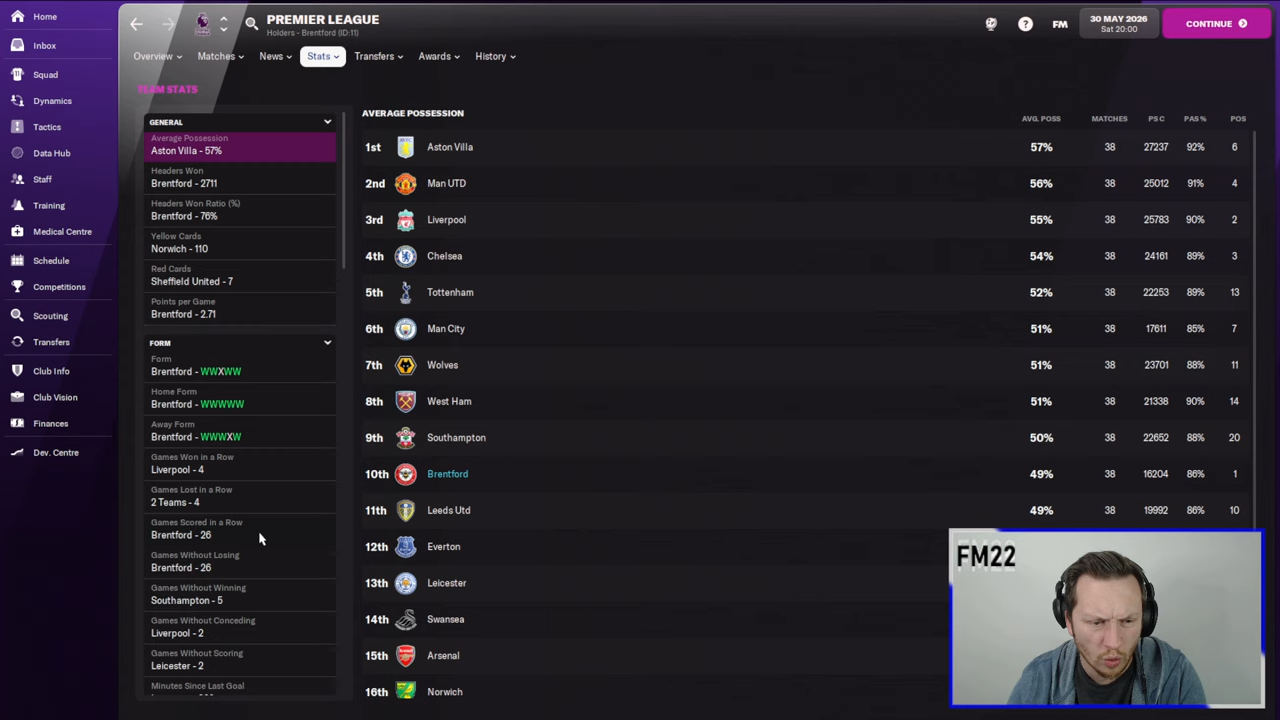 Home
Inbox
Squad
Dynamics
Tactics
Data Hub
Staff
Training
Medical Centre
Schedule
Competitions
Scouting
Transfers
Club Info
Club Vision
Finances
Dev. Centre
PREMIER LEAGUE
Holders - Brentford (ID:11)
FM
30 MAY 2026
Sat 20:00
CONTINUE
Overview
Matches
News
Stats
Transfers
Awards
History
TEAM STATS
GENERAL
Average Possession
Aston Villa - 57%
Headers Won
Brentford - 2711
Headers Won Ratio (%)
Brentford - 76%
Yellow Cards
Norwich - 110
Red Cards
Sheffield United - 7
Points per Game
Brentford - 2.71
FORM
Form
Brentford - WWXWW
Home Form
Brentford - WWWWW
Away Form
Brentford - WWWXW
Games Won in a Row
Liverpool - 4
Games Lost in a Row
2 Teams - 4
Games Scored in a Row
Brentford - 26
Games Without Losing
Brentford - 26
Games Without Winning
Southampton - 5
Games Without Conceding
Liverpool - 2
Games Without Scoring
Leicester - 2
Minutes Since Last Goal
AVERAGE POSSESSION
AVG. POSS MATCHES PS C PAS% POS
1st Aston Villa 57% 38 27237 92% 6
2nd Man UTD 56% 38 25012 91% 4
3rd Liverpool 55% 38 25783 90% 2
4th Chelsea 54% 38 24161 89% 3
5th Tottenham 52% 38 22253 89% 13
6th Man City 51% 38 17611 85% 7
7th Wolves 51% 38 23701 88% 11
8th West Ham 51% 38 21338 90% 14
9th Southampton 50% 38 22652 88% 20
10th Brentford 49% 38 16204 86% 1
11th Leeds Utd 49% 38 19992 86% 10
12th Everton
13th Leicester
14th Swansea
15th Arsenal
16th Norwich
FM22